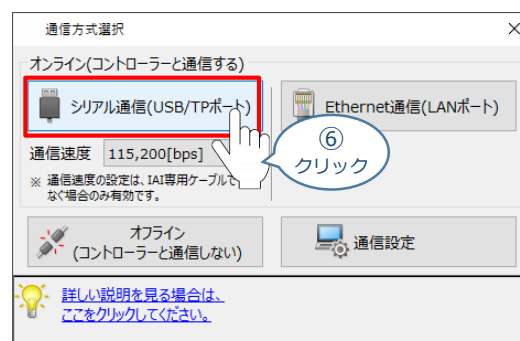 通信方式選択
オンライン(コントローラーと通信する)
シリアル通信(USB/TPポート)
Ethernet通信(LANポート)
通信速度 115,200[bps]
⑥
クリック
※ 通信速度の設定は、IAI専用ケーブルで
なぐ場合のみ有効です。
オフライン
(コントローラーと通信しない)
通信設定
詳しい説明を見る場合は、
ここをクリックしてください。